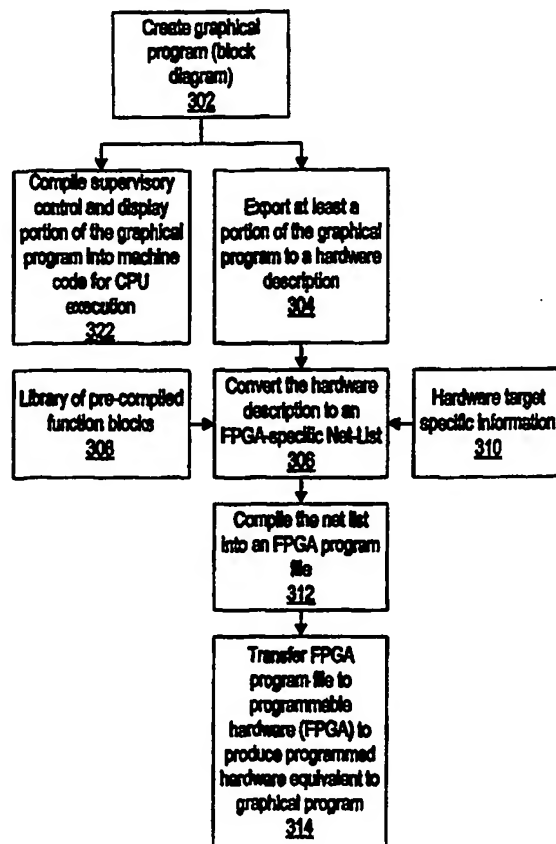 Create graphical
program (block
diagram)
302
Compile supervisory
control and display
portion of the graphical
program into machine
code for CPU
execution
322
Export at least a
portion of the graphical
program to a hardware
description
304
Library of pre-compiled
function blocks
308
Convert the hardware
description to an
FPGA-specific Net-List
306
Hardware target
specific information
310
Compile the net list
into an FPGA program
file
312
Transfer FPGA
program file to
programmable
hardware (FPGA) to
produce programmed
hardware equivalent to
graphical program
314